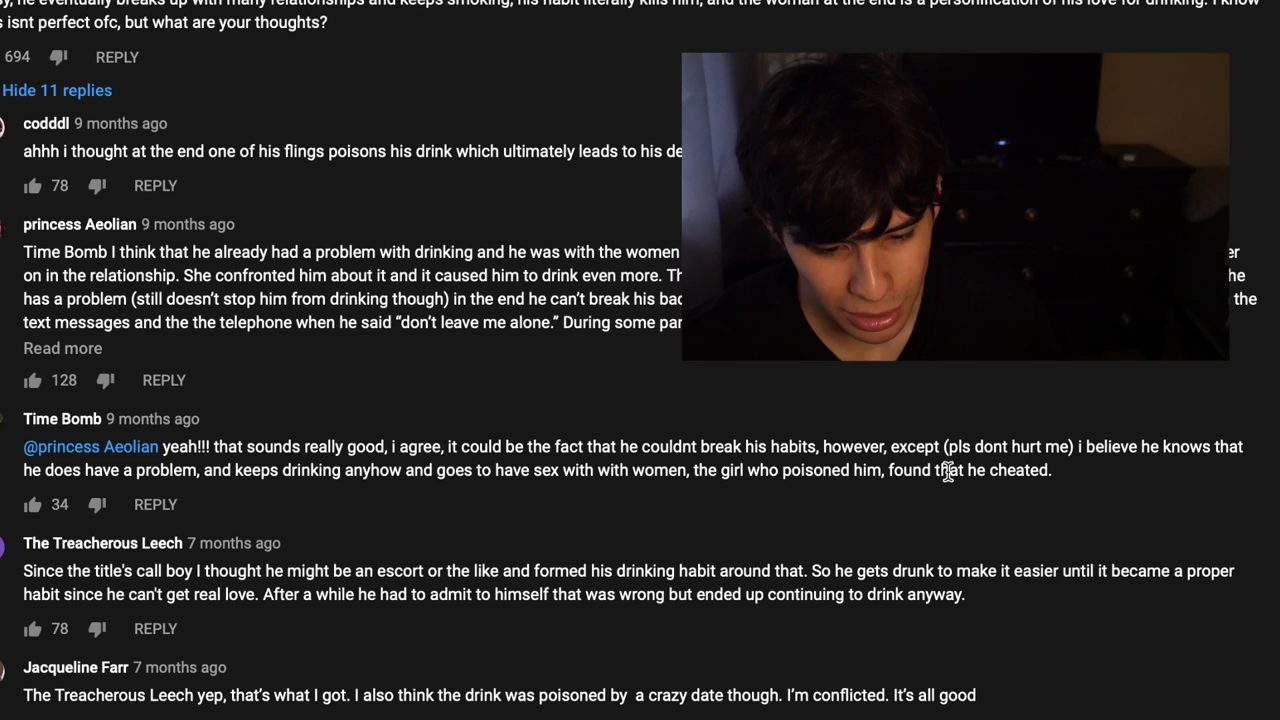 y, he eventually breaks up with many relationships and keeps smoking, his habit literally kills him, and the woman at the end is a personification of his love for drinking. I know
s isnt perfect ofc, but what are your thoughts?
694 REPLY
Hide 11 replies
codddl 9 months ago
ahhh i thought at the end one of his flings poisons his drink which ultimately leads to his de
78 REPLY
princess Aeolian 9 months ago
Time Bomb I think that he already had a problem with drinking and he was with the women er
on in the relationship. She confronted him about it and it caused him to drink even more. Th he
has a problem (still doesn’t stop him from drinking though) in the end he can’t break his bad the
text messages and the the telephone when he said “don’t leave me alone.” During some par
Read more
128 REPLY
Time Bomb 9 months ago
@princess Aeolian yeah!!! that sounds really good, i agree, it could be the fact that he couldnt break his habits, however, except (pls dont hurt me) i believe he knows that
he does have a problem, and keeps drinking anyhow and goes to have sex with with women, the girl who poisoned him, found that he cheated.
34 REPLY
The Treacherous Leech 7 months ago
Since the title's call boy I thought he might be an escort or the like and formed his drinking habit around that. So he gets drunk to make it easier until it became a proper
habit since he can't get real love. After a while he had to admit to himself that was wrong but ended up continuing to drink anyway.
78 REPLY
Jacqueline Farr 7 months ago
The Treacherous Leech yep, that’s what I got. I also think the drink was poisoned by a crazy date though. I’m conflicted. It’s all good